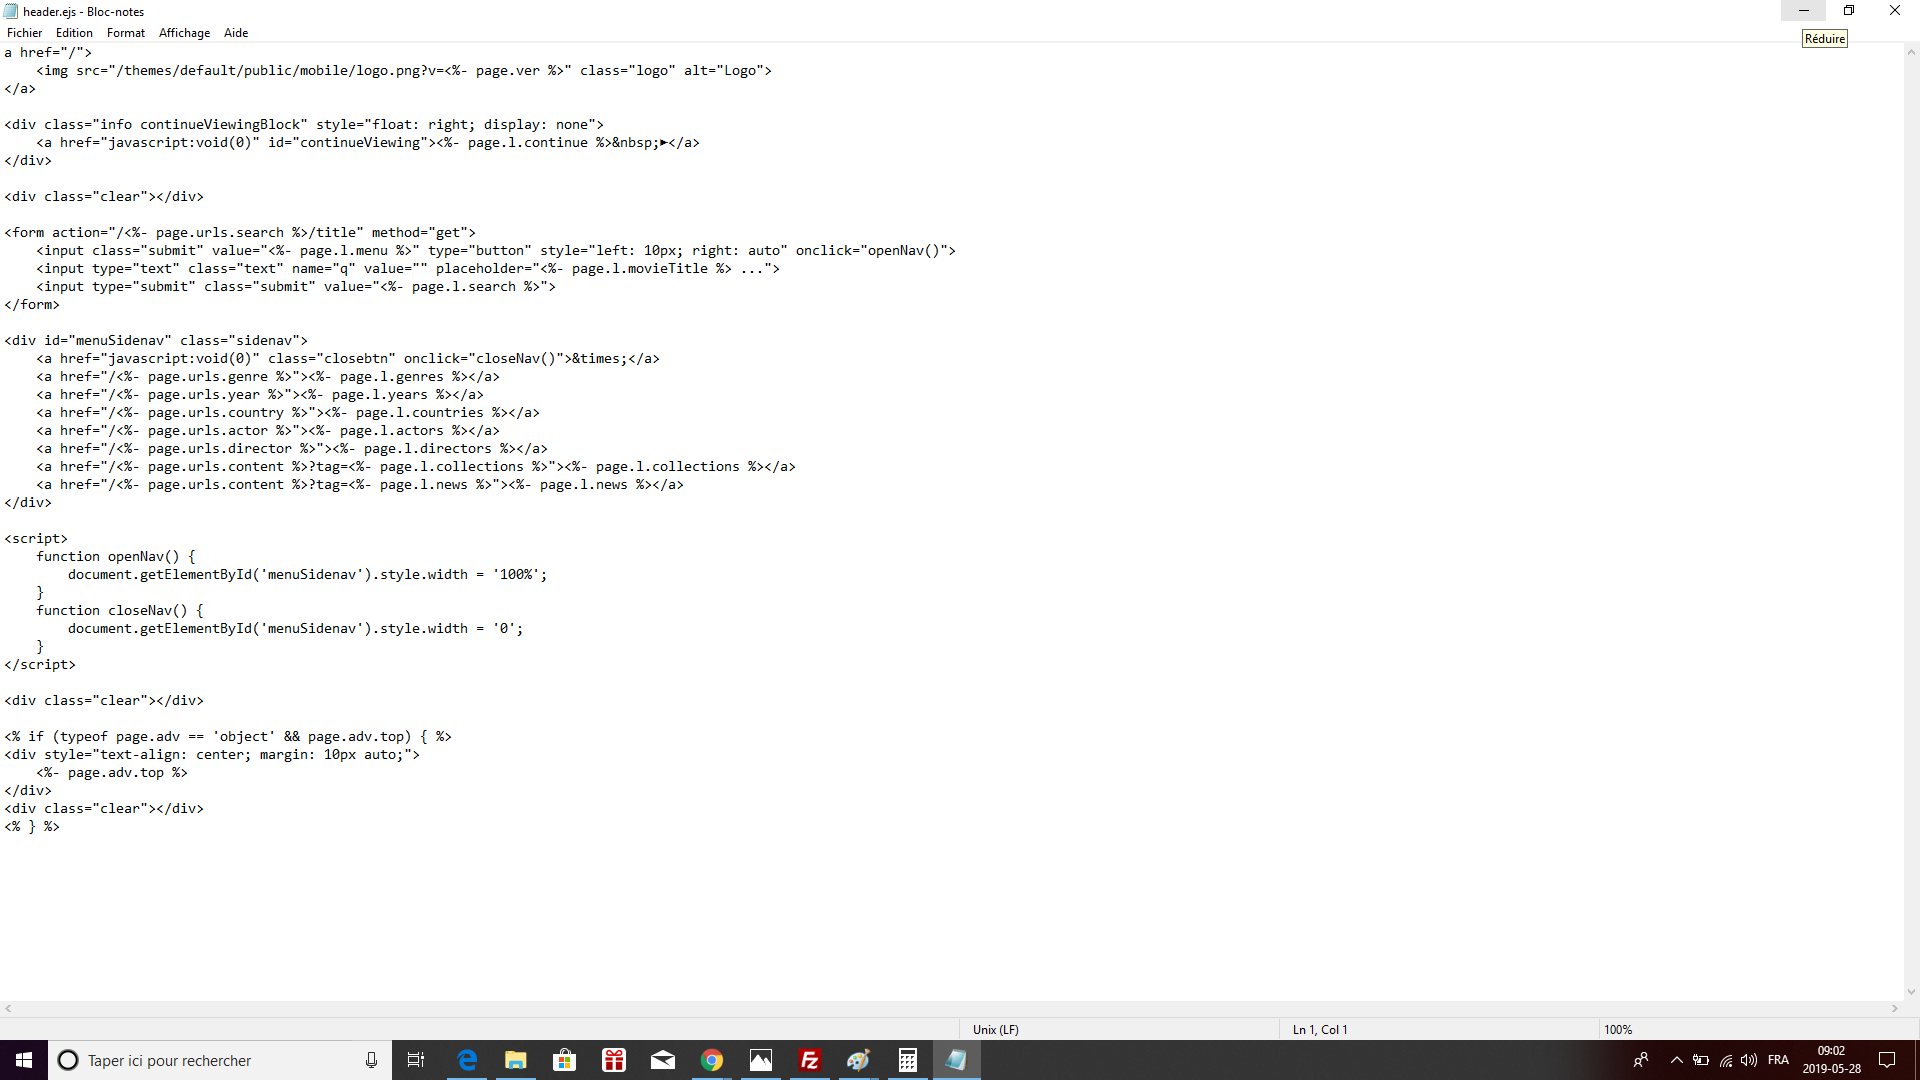 header.ejs - Bloc-notes
Fichier Edition Format Affichage Aide
Réduire
a href="/">
    <img src="/themes/default/public/mobile/logo.png?v=<%- page.ver %>" class="logo" alt="Logo">
</a>

<div class="info continueViewingBlock" style="float: right; display: none">
    <a href="javascript:void(0)" id="continueViewing"><%- page.l.continue %>&nbsp;►</a>
</div>

<div class="clear"></div>

<form action="/<%- page.urls.search %>/title" method="get">
    <input class="submit" value="<%- page.l.menu %>" type="button" style="left: 10px; right: auto" onclick="openNav()">
    <input type="text" class="text" name="q" value="" placeholder="<%- page.l.movieTitle %> ...">
    <input type="submit" class="submit" value="<%- page.l.search %>">
</form>

<div id="menuSidenav" class="sidenav">
    <a href="javascript:void(0)" class="closebtn" onclick="closeNav()">&times;</a>
    <a href="/<%- page.urls.genre %>"><%- page.l.genres %></a>
    <a href="/<%- page.urls.year %>"><%- page.l.years %></a>
    <a href="/<%- page.urls.country %>"><%- page.l.countries %></a>
    <a href="/<%- page.urls.actor %>"><%- page.l.actors %></a>
    <a href="/<%- page.urls.director %>"><%- page.l.directors %></a>
    <a href="/<%- page.urls.content %>?tag=<%- page.l.collections %>"><%- page.l.collections %></a>
    <a href="/<%- page.urls.content %>?tag=<%- page.l.news %>"><%- page.l.news %></a>
</div>

<script>
    function openNav() {
        document.getElementById('menuSidenav').style.width = '100%';
    }
    function closeNav() {
        document.getElementById('menuSidenav').style.width = '0';
    }
</script>

<div class="clear"></div>

<% if (typeof page.adv == 'object' && page.adv.top) { %>
<div style="text-align: center; margin: 10px auto;">
    <%- page.adv.top %>
</div>
<div class="clear"></div>
<% } %>
Unix (LF) Ln 1, Col 1 100%
Taper ici pour rechercher
Fz
FRA
09:02
2019-05-28